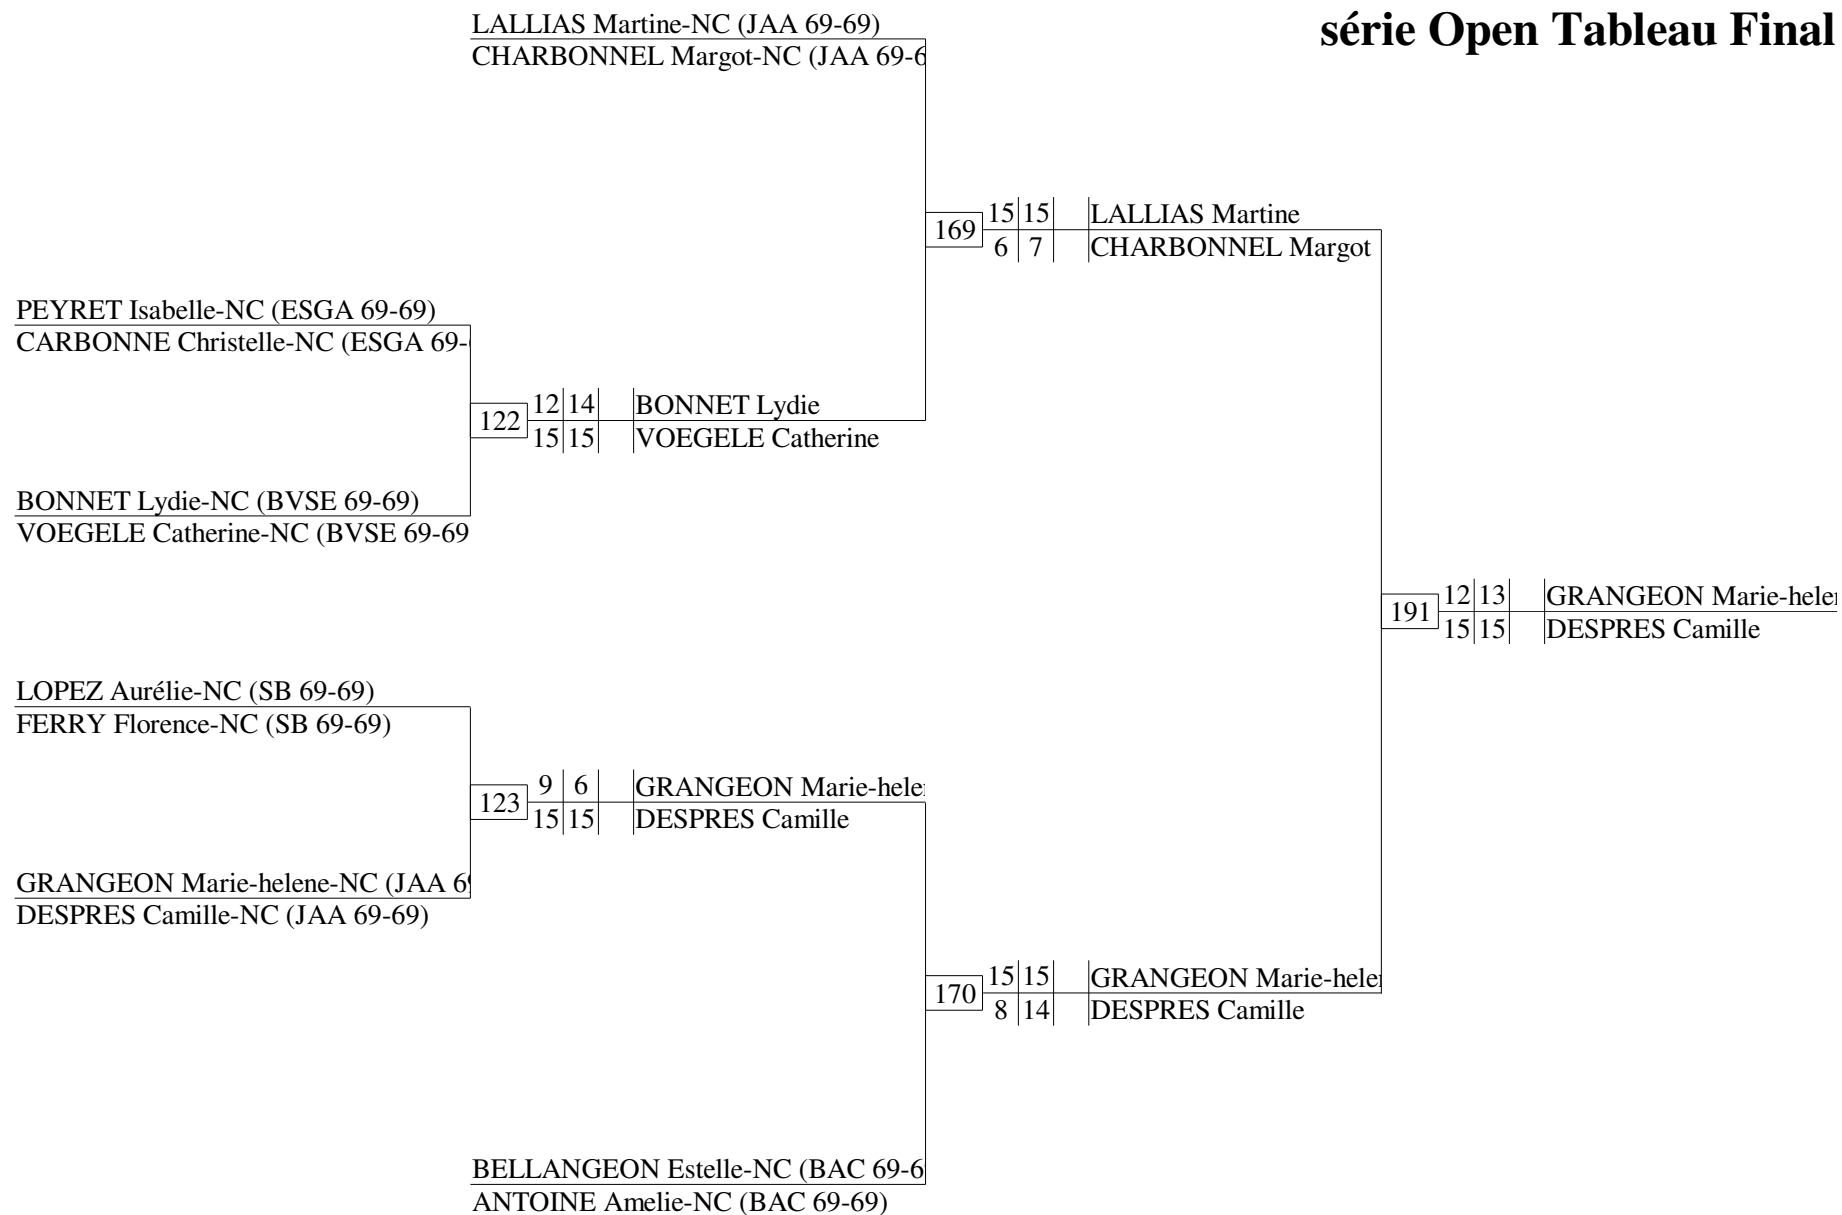 LALLIAS Martine-NC (JAA 69-69)
série Open Tableau Final
CHARBONNEL Margot-NC (JAA 69-6
15 15 LALLIAS Martine
169
6 7 CHARBONNEL Margot
PEYRET Isabelle-NC (ESGA 69-69)
CARBONNE Christelle-NC (ESGA 69-
12 14 BONNET Lydie
122
15 15 VOEGELE Catherine
BONNET Lydie-NC (BVSE 69-69)
VOEGELE Catherine-NC (BVSE 69-69
12 13 GRANGEON Marie-hele
191
15 15 DESPRES Camille
LOPEZ Aurélie-NC (SB 69-69)
FERRY Florence-NC (SB 69-69)
9 6 GRANGEON Marie-hele
123
15 15 DESPRES Camille
GRANGEON Marie-helene-NC (JAA 69
DESPRES Camille-NC (JAA 69-69)
15 15 GRANGEON Marie-hele
170
8 14 DESPRES Camille
BELLANGEON Estelle-NC (BAC 69-6
ANTOINE Amelie-NC (BAC 69-69)